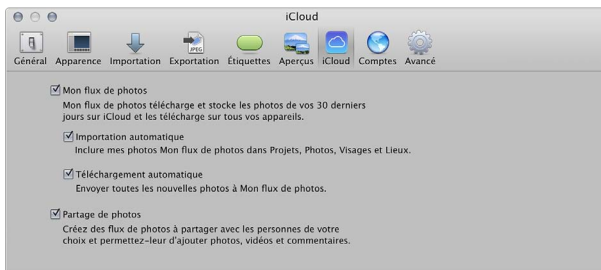 iCloud
JPEG
Général Apparence Importation Exportation Étiquettes Aperçus iCloud Comptes Avancé
Mon flux de photos
Mon flux de photos télécharge et stocke les photos de vos 30 derniers
jours sur iCloud et les télécharge sur tous vos appareils.
Importation automatique
Inclure mes photos Mon flux de photos dans Projets, Photos, Visages et Lieux.
Téléchargement automatique
Envoyer toutes les nouvelles photos à Mon flux de photos.
Partage de photos
Créez des flux de photos à partager avec les personnes de votre
choix et permettez-leur d'ajouter photos, vidéos et commentaires.